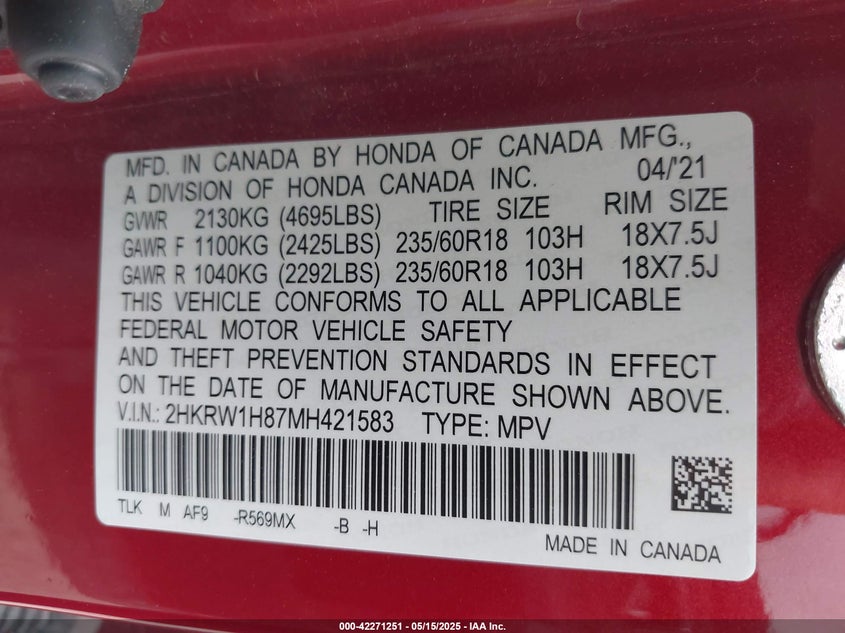 MFD. IN CANADA BY HONDA OF CANADA MFG.,
A DIVISION OF HONDA CANADA INC. 04/'21
GVWR 2130KG (4695LBS) TIRE SIZE RIM SIZE
GAWR F 1100KG (2425LBS) 235/60R18 103H 18X7.5J
GAWR R 1040KG (2292LBS) 235/60R18 103H 18X7.5J
THIS VEHICLE CONFORMS TO ALL APPLICABLE
FEDERAL MOTOR VEHICLE SAFETY
AND THEFT PREVENTION STANDARDS IN EFFECT
ON THE DATE OF MANUFACTURE SHOWN ABOVE.
V.I.N.: 2HKRW1H87MH421583 TYPE: MPV
TLK M AF9 -R569MX -B -H
MADE IN CANADA
000-42271251 - 05/15/2025 - IAA Inc.